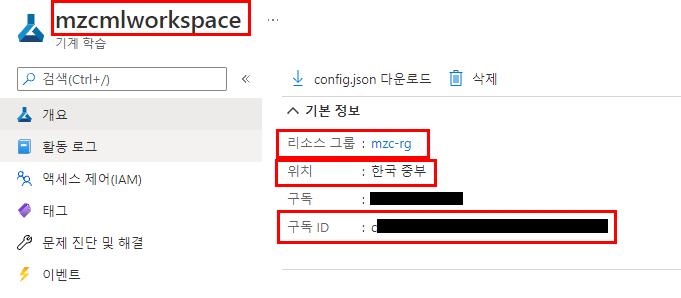 mzcmlworkspace ...
기계 학습
검색(Ctrl+/) «
개요
활동 로그
액세스 제어(IAM)
태그
문제 진단 및 해결
이벤트
config.json 다운로드 삭제
기본 정보
리소스 그룹 : mzc-rg
위치 : 한국 중부
구독 :
구독 ID :